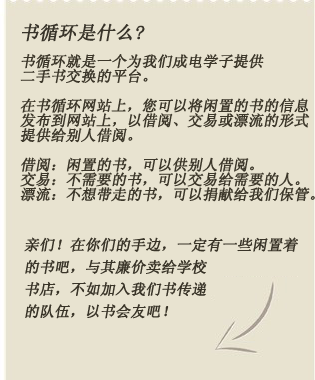 书循环是什么?
书循环就是一个为我们成电学子提供
二手书交换的平台。
在书循环网站上，您可以将闲置的书的信息
发布到网站上，以借阅、交易或漂流的形式
提供给别人借阅。
借阅: 闲置的书，可以供别人借阅。
交易: 不需要的书，可以交易给需要的人。
漂流: 不想带走的书，可以捐献给我们保管。
亲们！在你们的手边，一定有一些闲置着
的书吧，与其廉价卖给学校
书店，不如加入我们书传递
的队伍，以书会友吧！